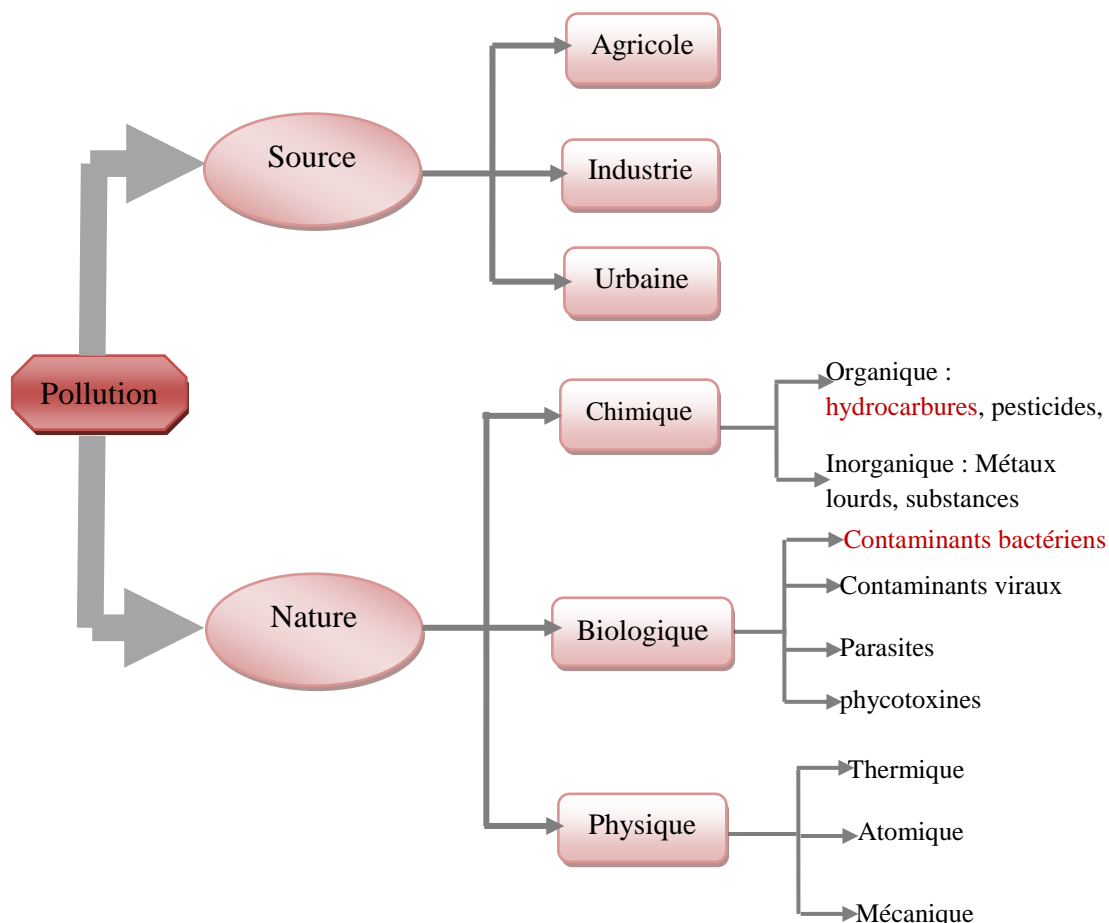 Agricole
Source
Industrie
Urbaine
Pollution
Organique :
hydrocarbures, pesticides,
Chimique
Inorganique : Métaux
lourds, substances
Contaminants bactériens
Contaminants viraux
Nature
Biologique
Parasites
phycotoxines
Thermique
Physique
Atomique
Mécanique